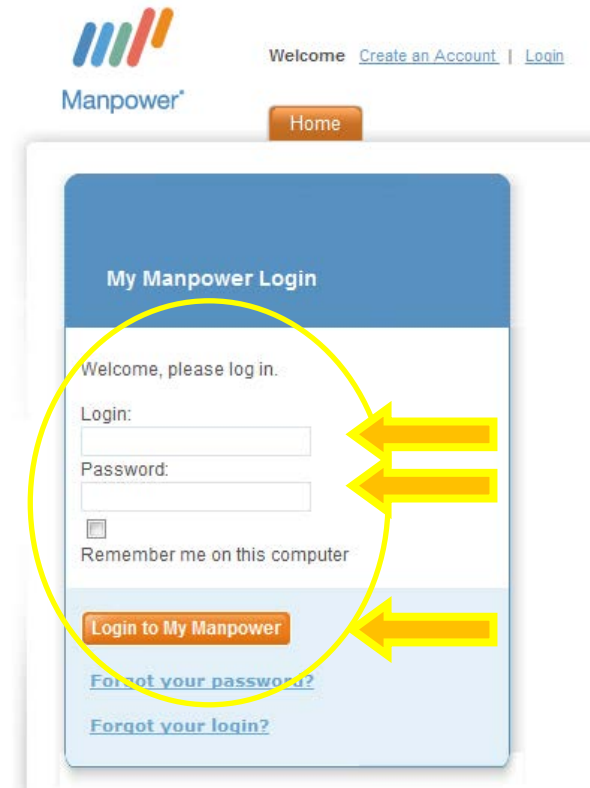 Welcome Create an Account | Login
Manpower
Home
My Manpower Login
Welcome, please log in.
Login:
Password:
Remember me on this computer
Login to My Manpower
Forgot your password?
Forgot your login?